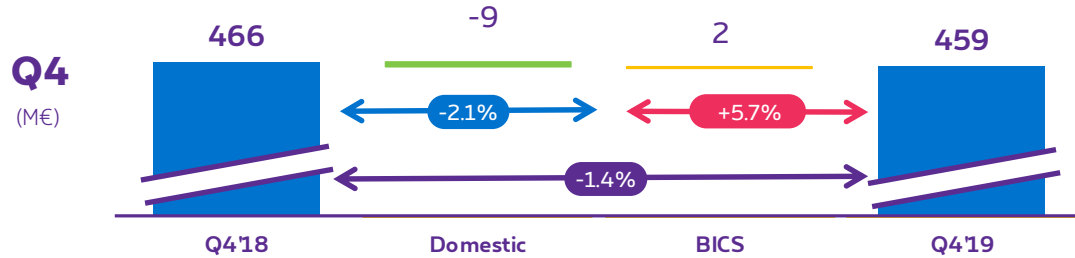 Q4
(M€)
466
-9
2
459
-2.1%
+5.7%
-1.4%
Q4'18
Domestic
BICS
Q4'19